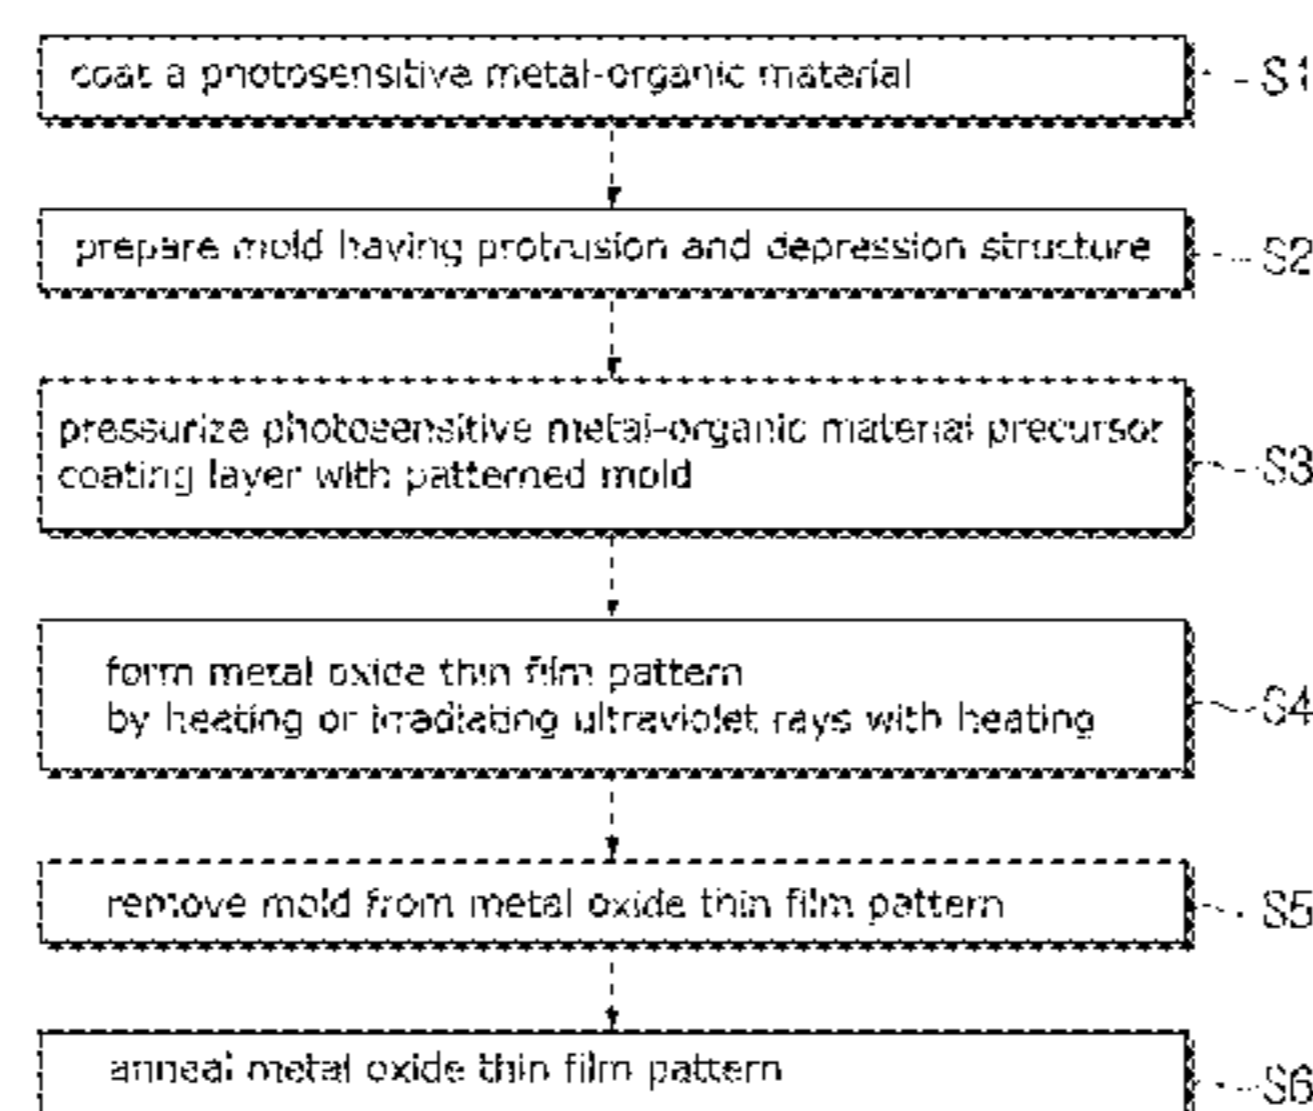 coat a photosensitive metal-organic material
S1
prepare mold having protrusion and depression structure
S2
pressurize photosensitive metal-organic material precursor
coating layer with patterned mold
S3
form metal oxide thin film pattern
by heating or irradiating ultraviolet rays with heating
S4
remove mold from metal oxide thin film pattern
S5
anneal metal oxide thin film pattern
S6